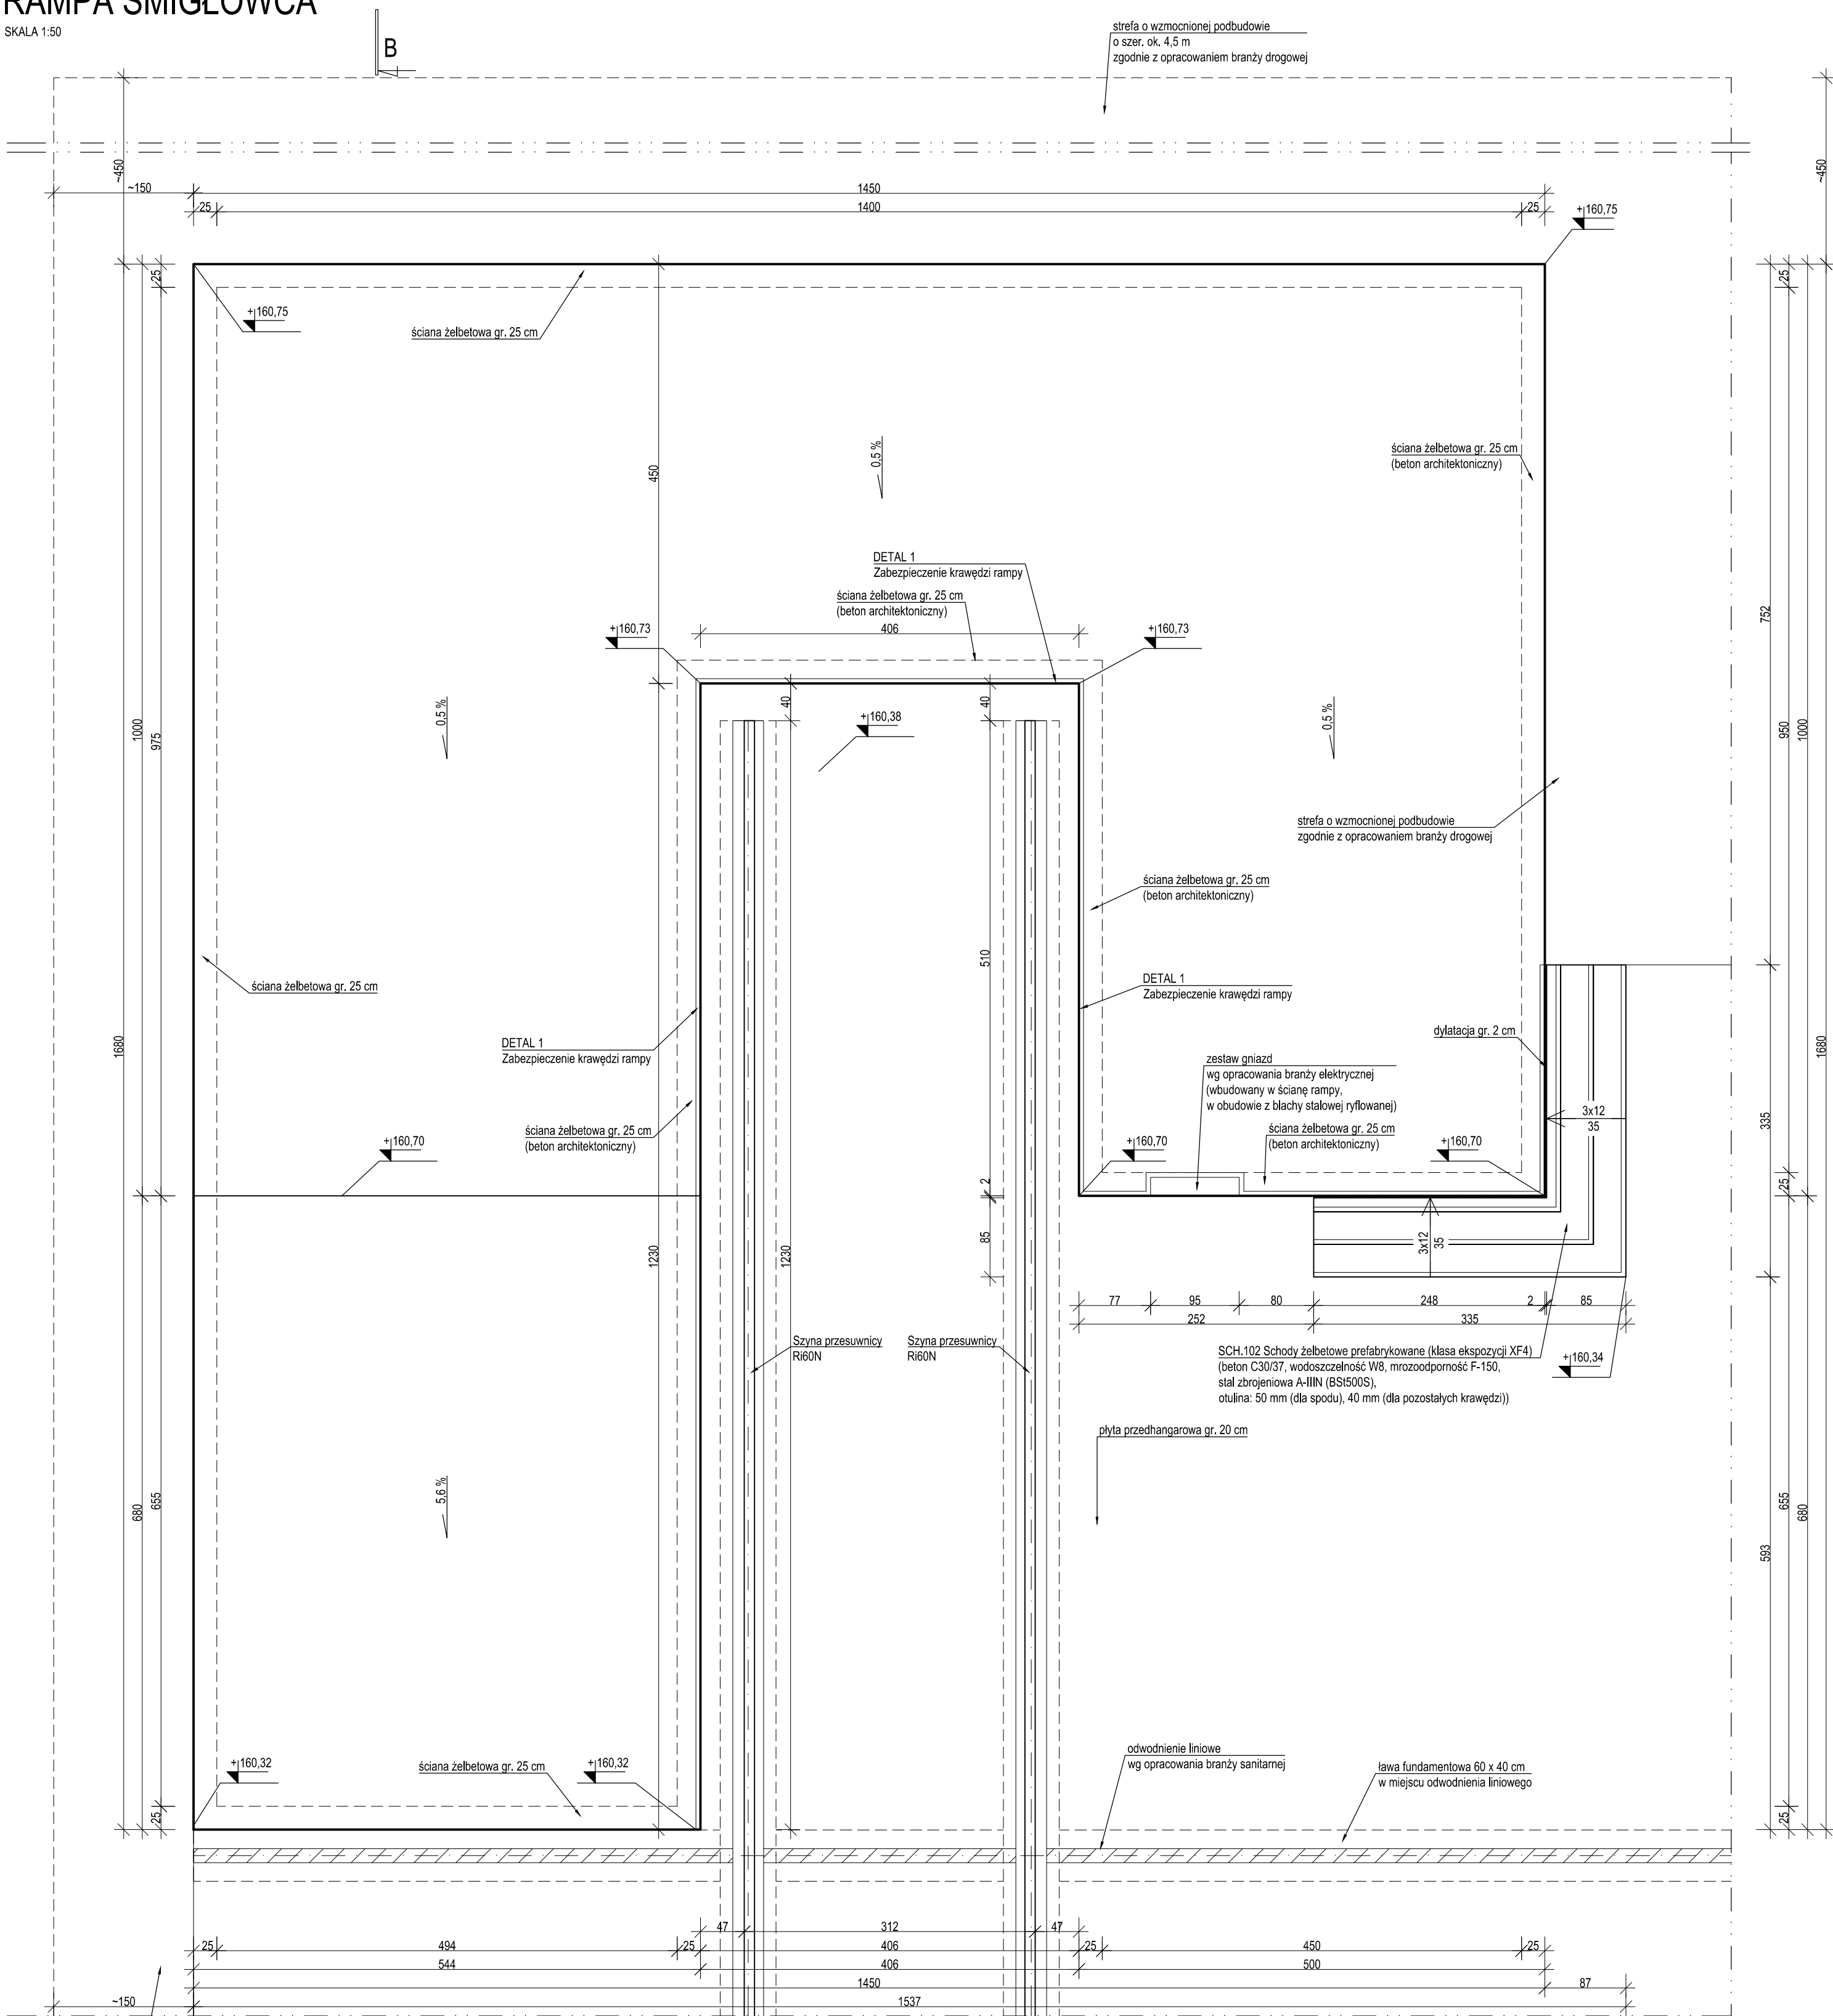 RAMPA ŚMIGŁOWCA
SKALA 1:50
B
strefa o wzmocnionej podbudowie
o szer. ok. 4,5 m
zgodnie z opracowaniem branży drogowej
~450
~450
~150
1450
25
1400
25
+160,75
25
25
+160,75
ściana żelbetowa gr. 25 cm
450
0,5 %
ściana żelbetowa gr. 25 cm
(beton architektoniczny)
DETAL 1
Zabezpieczenie krawędzi rampy
ściana żelbetowa gr. 25 cm
(beton architektoniczny)
406
+160,73
+160,73
752
40
40
+160,38
0,5 %
0,5 %
1000
975
950
1000
strefa o wzmocnionej podbudowie
zgodnie z opracowaniem branży drogowej
ściana żelbetowa gr. 25 cm
(beton architektoniczny)
510
ściana żelbetowa gr. 25 cm
DETAL 1
Zabezpieczenie krawędzi rampy
DETAL 1
Zabezpieczenie krawędzi rampy
dylatacja gr. 2 cm
1680
1680
zestaw gniazd
wg opracowania branży elektrycznej
(wbudowany w ścianę rampy,
w obudowie z blachy stalowej ryflowanej)
3x12
35
335
ściana żelbetowa gr. 25 cm
(beton architektoniczny)
ściana żelbetowa gr. 25 cm
(beton architektoniczny)
+160,70
+160,70
+160,70
2
25
85
3x12
35
1230
1230
77
95
80
248
2
85
252
335
Szyna przesuwnicy
Ri60N
Szyna przesuwnicy
Ri60N
SCH.102 Schody żelbetowe prefabrykowane (klasa ekspozycji XF4)
(beton C30/37, wodoszczelność W8, mrozoodporność F-150,
stal zbrojeniowa A-IIIN (BSt500S),
otulina: 50 mm (dla spodu), 40 mm (dla pozostałych krawędzi))
+160,34
płyta przedhangarowa gr. 20 cm
5,6 %
680
655
593
655
680
odwodnienie liniowe
wg opracowania branży sanitarnej
ława fundamentowa 60 x 40 cm
w miejscu odwodnienia liniowego
+160,32
ściana żelbetowa gr. 25 cm
+160,32
25
25
47
312
47
25
494
25
406
25
450
25
544
406
500
1450
87
~150
1537